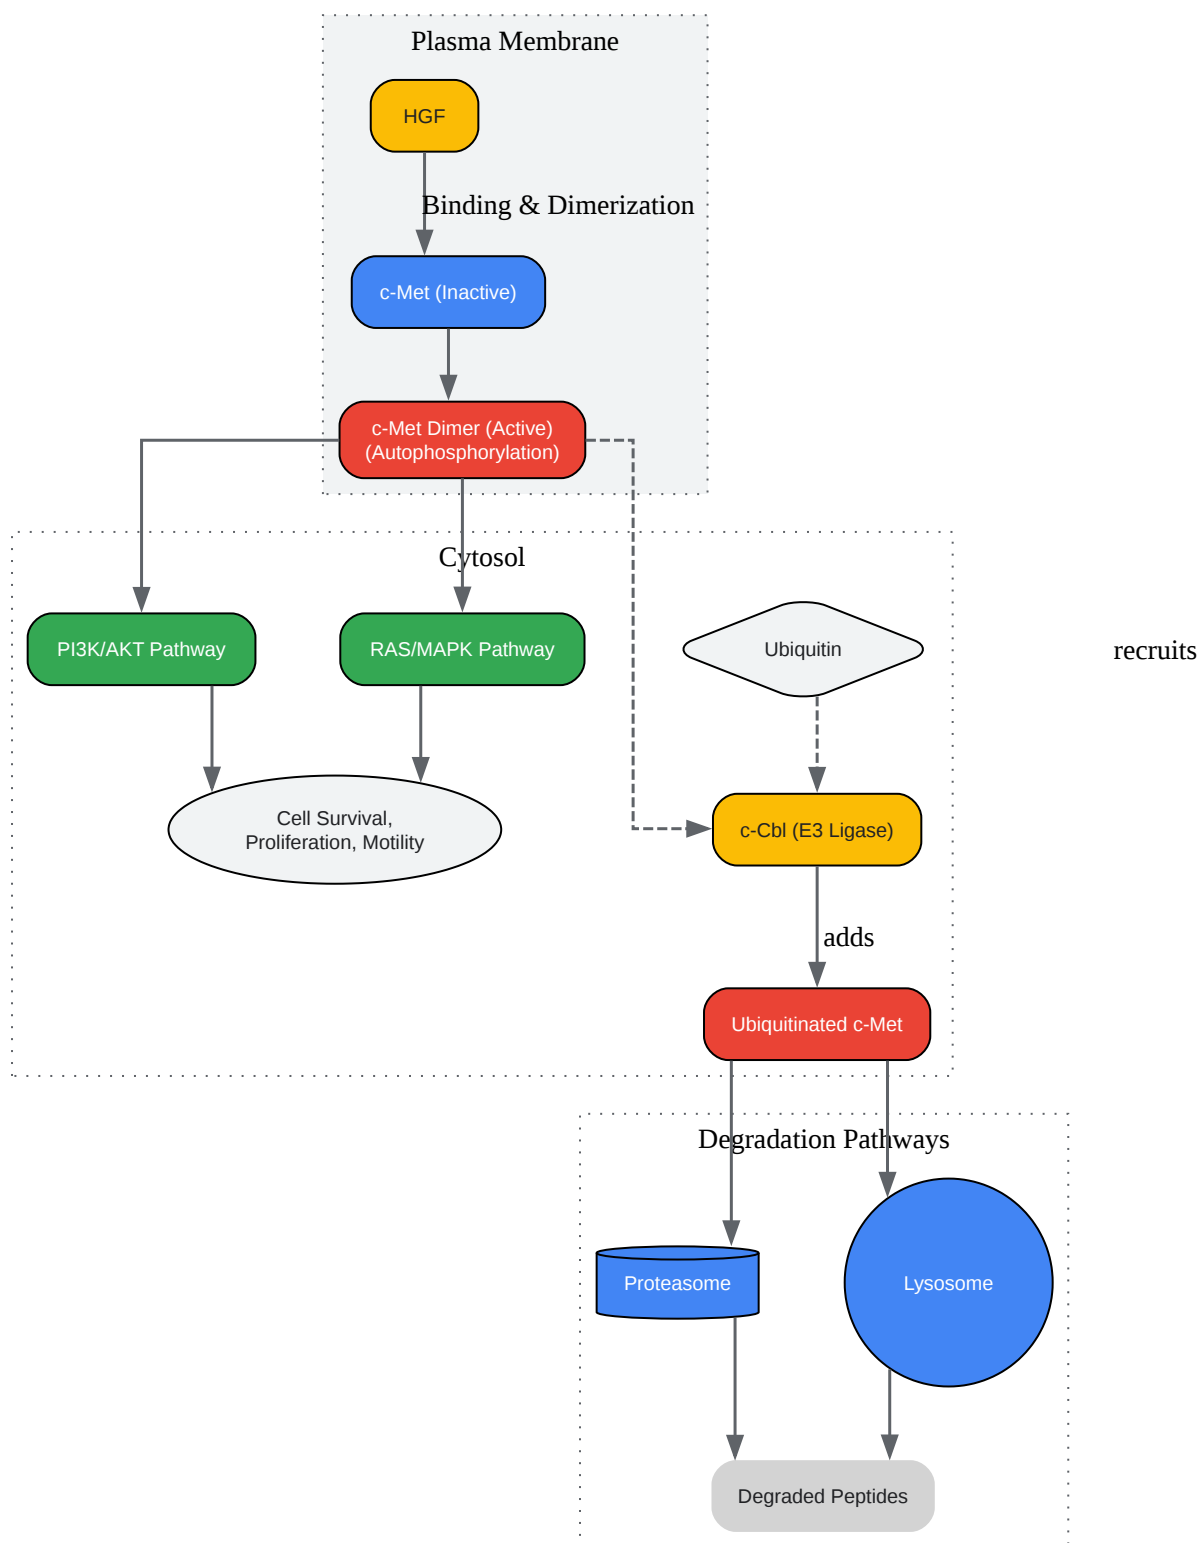 Plasma Membrane
HGF
Binding & Dimerization
c-Met (Inactive)
c-Met Dimer (Active)
(Autophosphorylation)
Cytosol
PI3K/AKT Pathway
RAS/MAPK Pathway
Ubiquitin
recruits
Cell Survival,
Proliferation, Motility
c-Cbl (E3 Ligase)
adds
Ubiquitinated c-Met
Degradation Pathways
Proteasome
Lysosome
Degraded Peptides